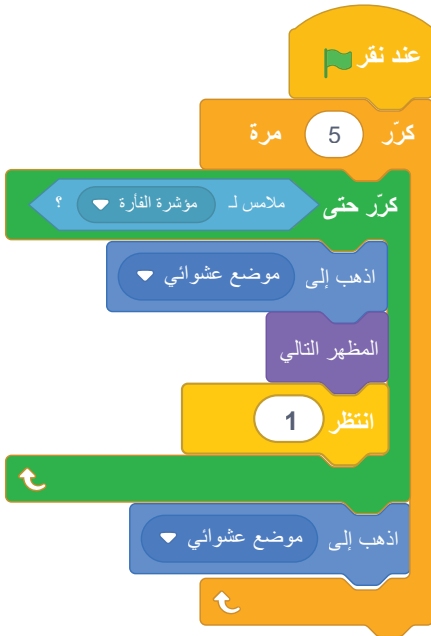 عند نقر
كرّر 5 مرة
كرّر حتى ملامس لـ مؤشرة الفأرة ؟
اذهب إلى موضع عشوائي
المظهر التالي
انتظر 1
اذهب إلى موضع عشوائي